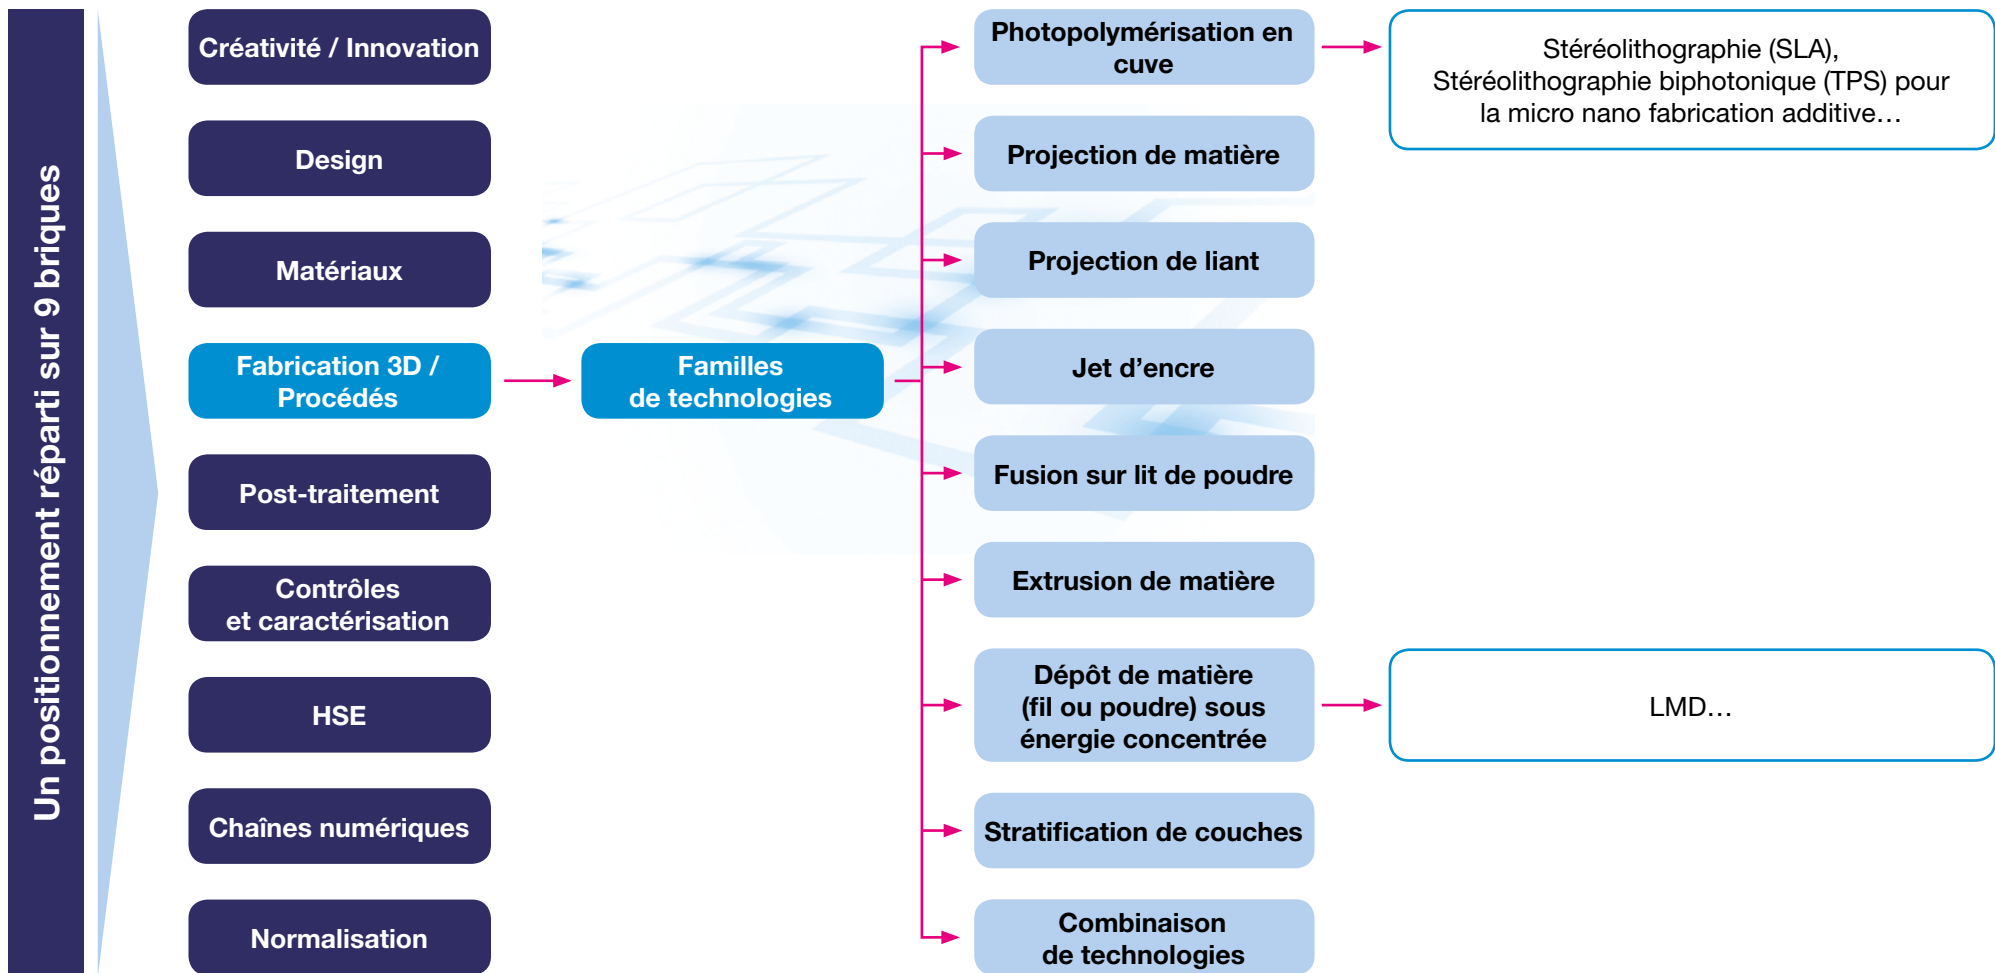 Un positionnement réparti sur 9 briques
Créativité / Innovation
Design
Matériaux
Fabrication 3D /
Procédés
Post-traitement
Contrôles
et caractérisation
HSE
Chaînes numériques
Normalisation
Familles
de technologies
Photopolymérisation en
cuve
Projection de matière
Projection de liant
Jet d’encre
Fusion sur lit de poudre
Extrusion de matière
Dépôt de matière
(fil ou poudre) sous
énergie concentrée
Stratification de couches
Combinaison
de technologies
Stéréolithographie (SLA),
Stéréolithographie biphotonique (TPS) pour
la micro nano fabrication additive…
LMD…